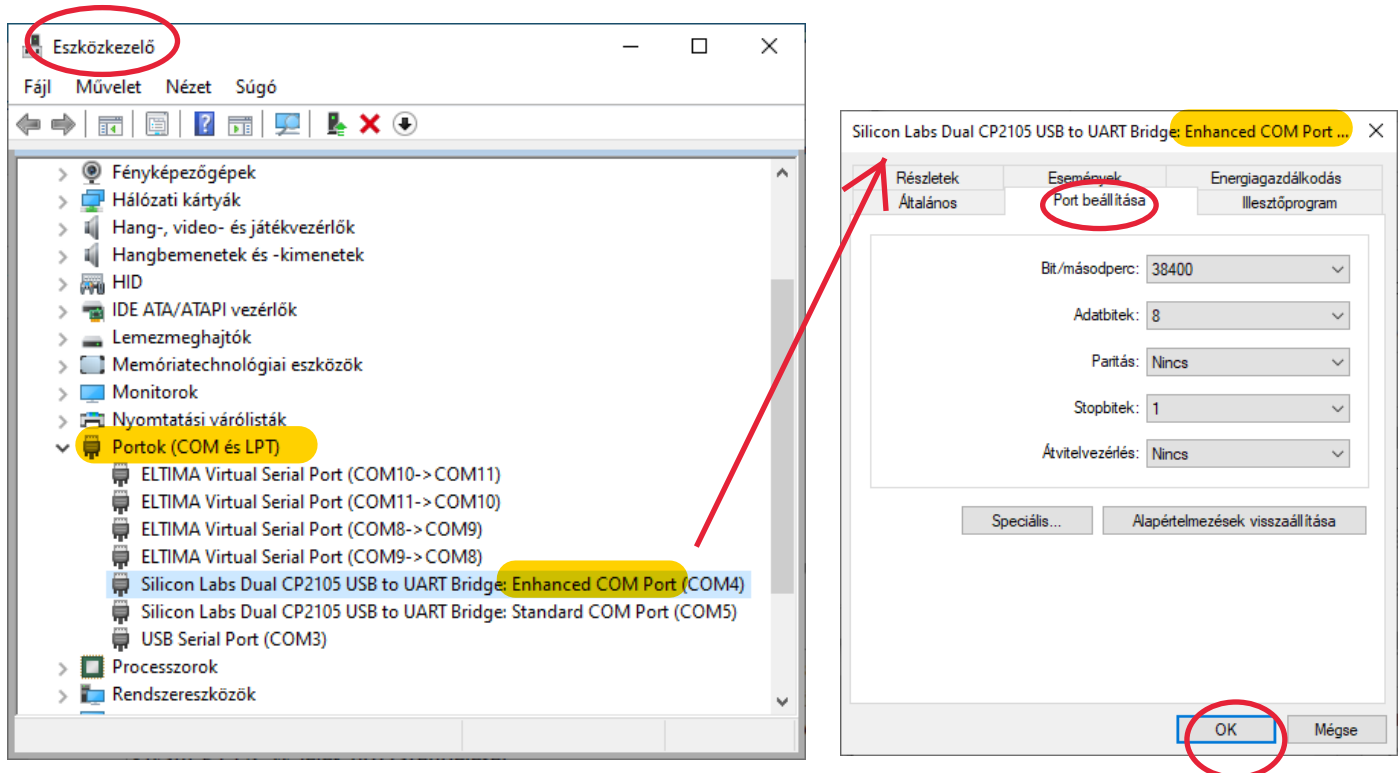 Eszközkezelő
Fájl Művelet Nézet Súgó
Fényképezőgépek
Hálózati kártyák
Hang-, video- és játékvezérlők
Hangbemenetek és -kimenetek
HID
IDE ATA/ATAPI vezérlők
Lemezmeghajtók
Memóriatechnológiai eszközök
Monitorok
Nyomtatási várólisták
Portok (COM és LPT)
ELTIMA Virtual Serial Port (COM10->COM11)
ELTIMA Virtual Serial Port (COM11->COM10)
ELTIMA Virtual Serial Port (COM8->COM9)
ELTIMA Virtual Serial Port (COM9->COM8)
Silicon Labs Dual CP2105 USB to UART Bridge: Enhanced COM Port (COM4)
Silicon Labs Dual CP2105 USB to UART Bridge: Standard COM Port (COM5)
USB Serial Port (COM3)
Processzorok
Rendszereszközök
Silicon Labs Dual CP2105 USB to UART Bridge: Enhanced COM Port ...
Részletek Események Energiagazdálkodás
Általános Port beállítása Illesztőprogram
Bit/másodperc: 38400
Adatbitek: 8
Paritás: Nincs
Stopbitek: 1
Átvitelvezérlés: Nincs
Speciális... Alapértelmezések visszaállítása
OK Mégse